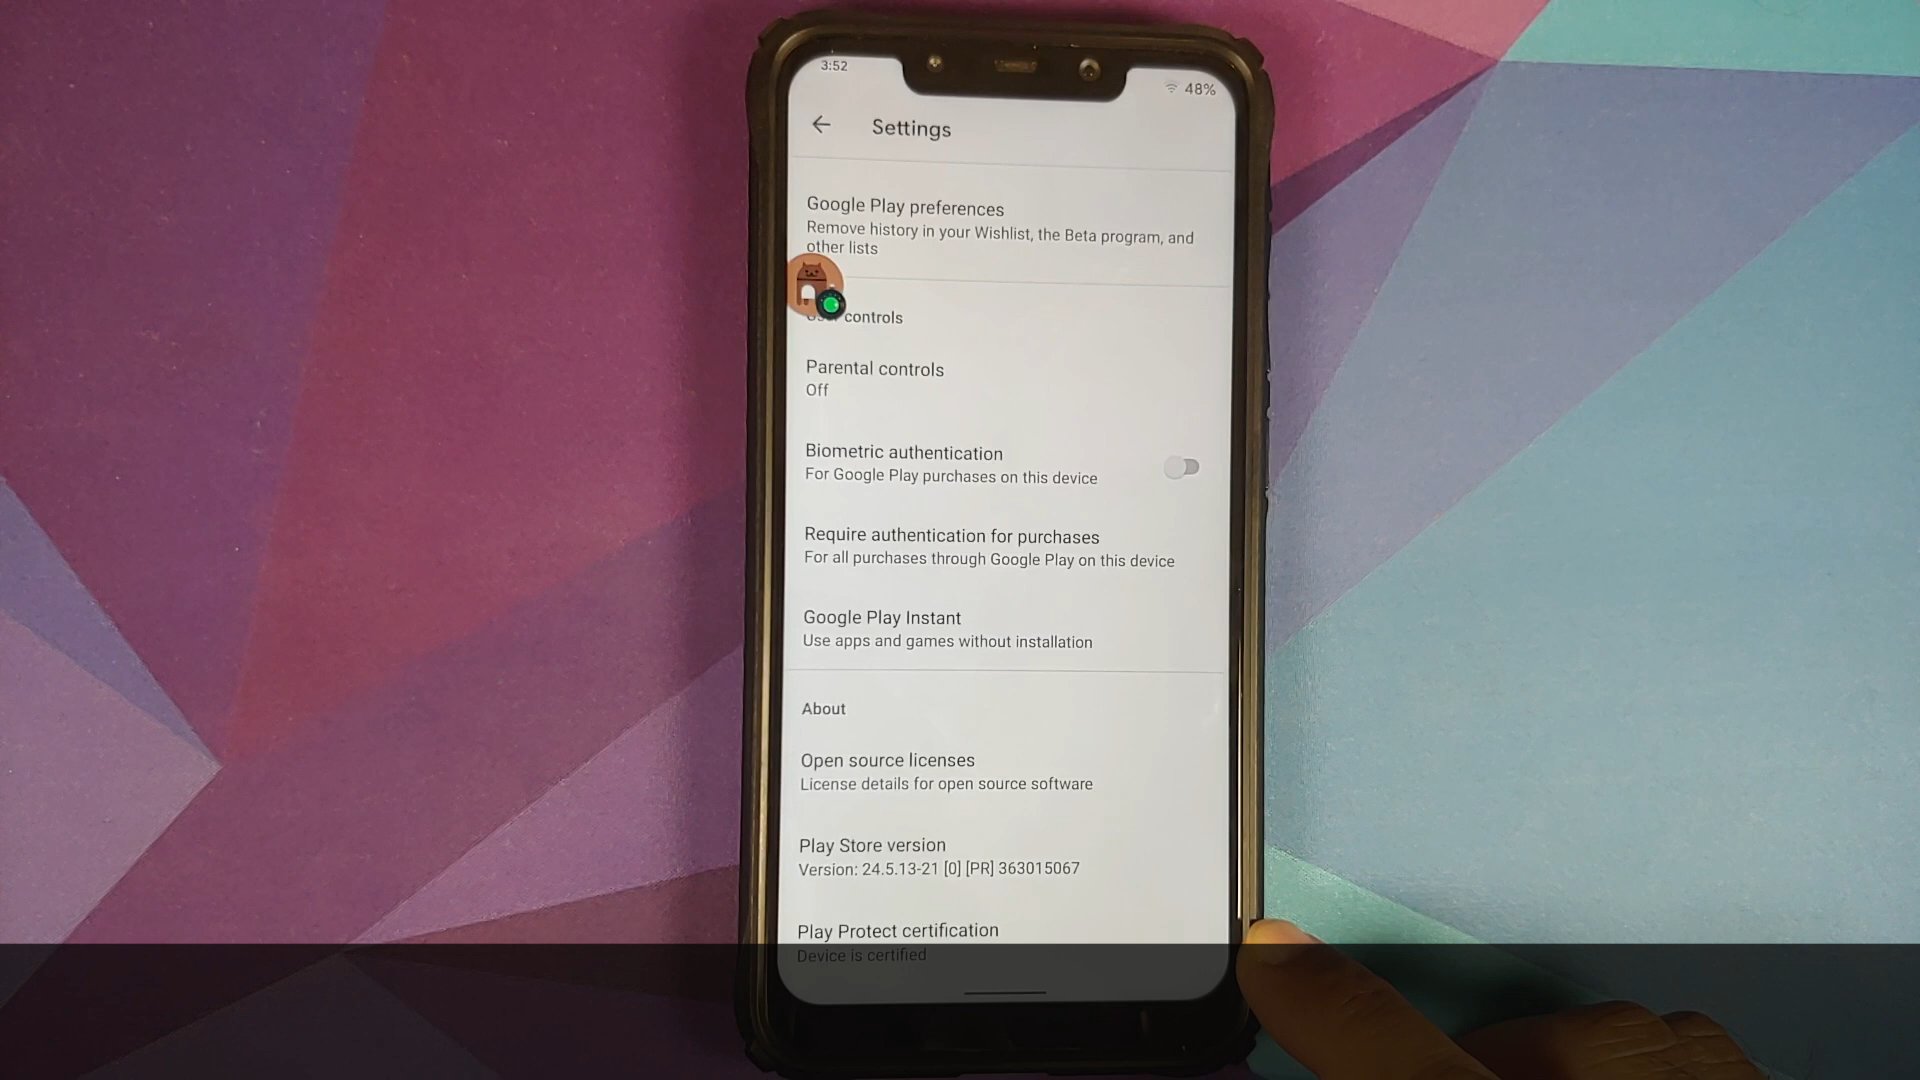 3:52
48%
Settings
Google Play preferences
Remove history in your Wishlist, the Beta program, and
other lists
controls
Parental controls
Off
Biometric authentication
For Google Play purchases on this device
Require authentication for purchases
For all purchases through Google Play on this device
Google Play Instant
Use apps and games without installation
About
Open source licenses
License details for open source software
Play Store version
Version: 24.5.13-21 [0] [PR] 363015067
Play Protect certification
Device is certified